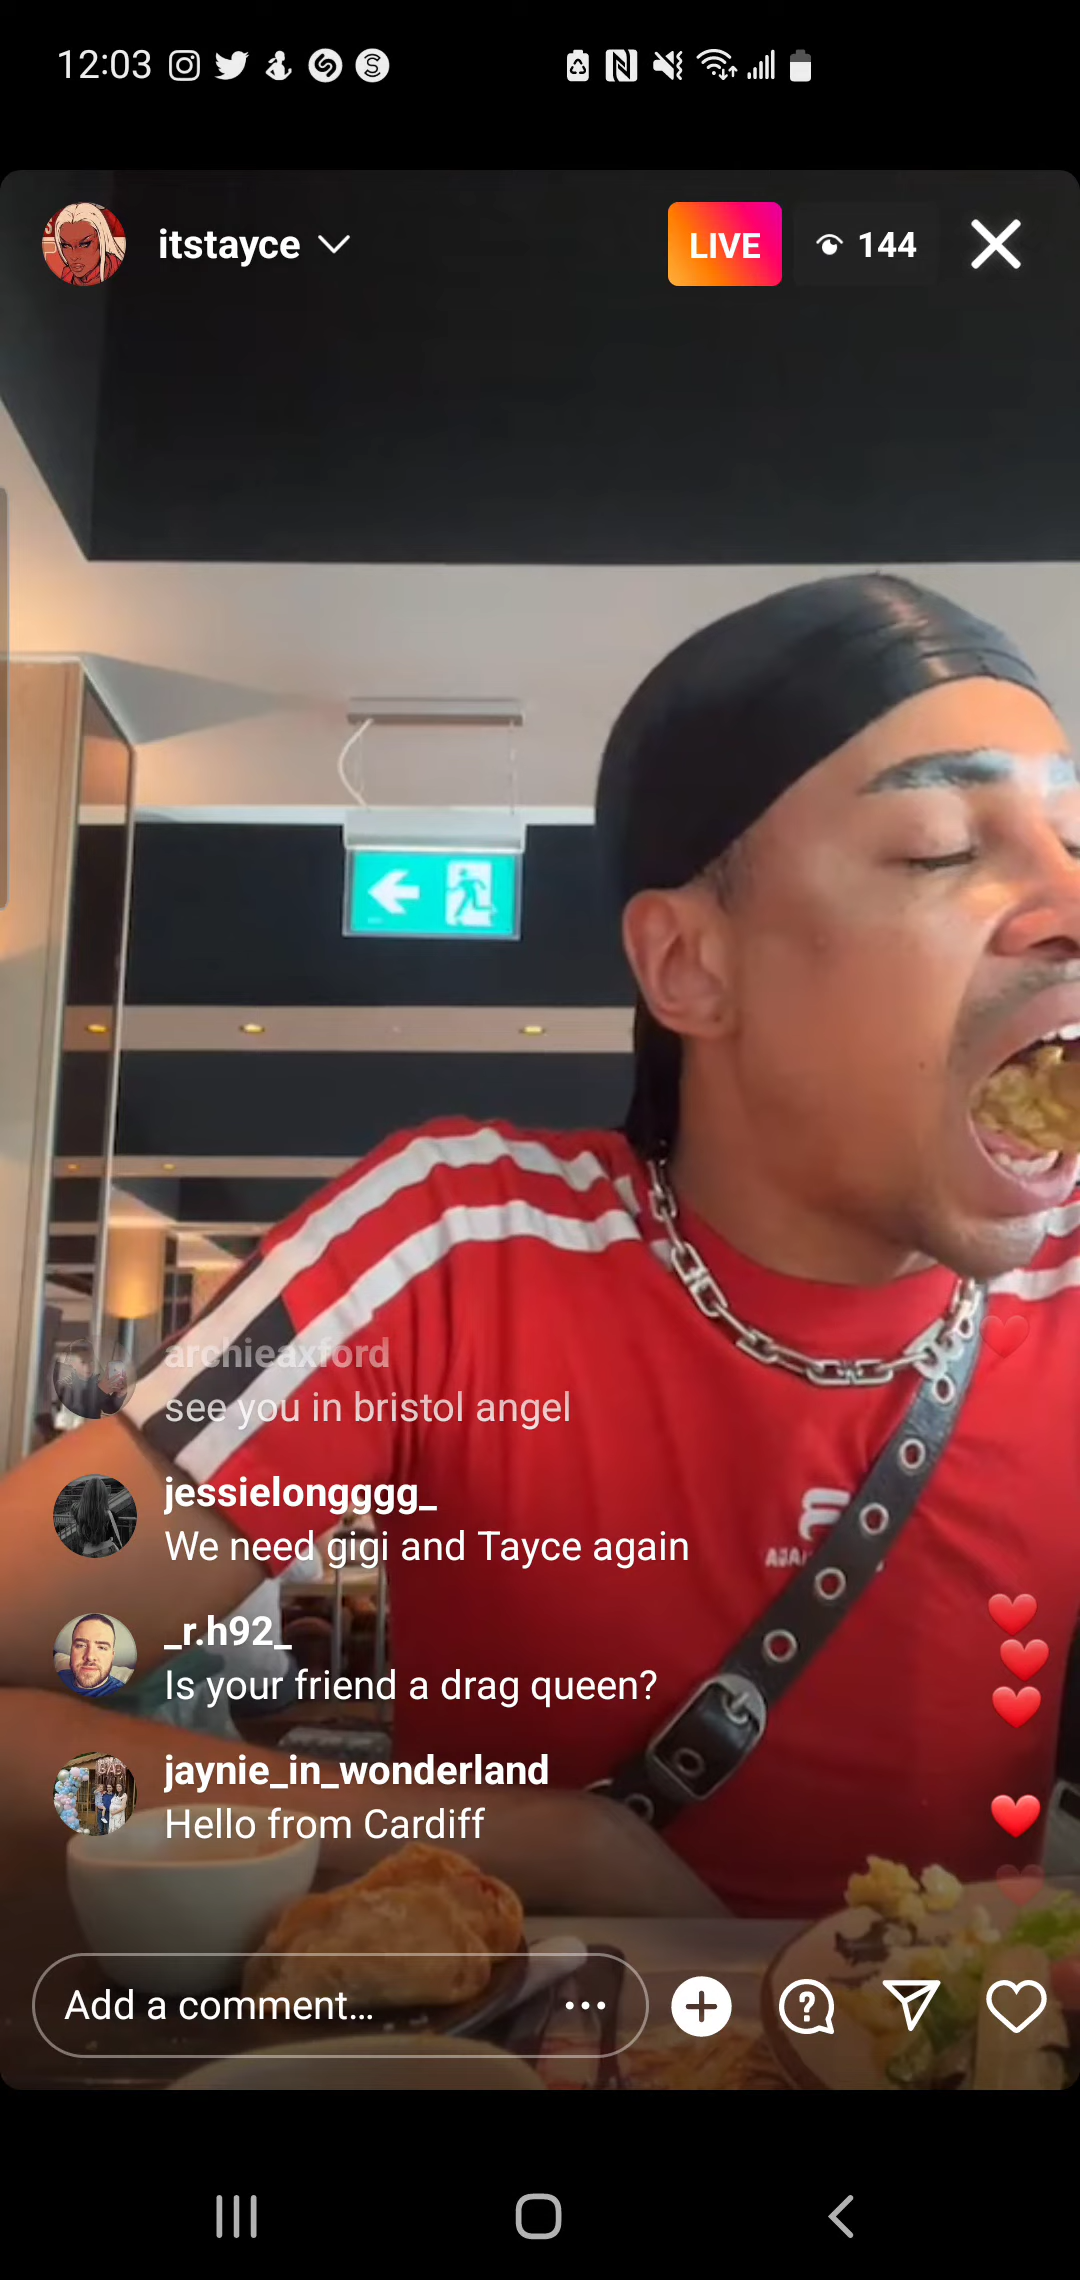 12:03
itstayce
LIVE
144
archieaxford
see you in bristol angel
jessielongggg_
We need gigi and Tayce again
_r.h92_
Is your friend a drag queen?
jaynie_in_wonderland
Hello from Cardiff
Add a comment...